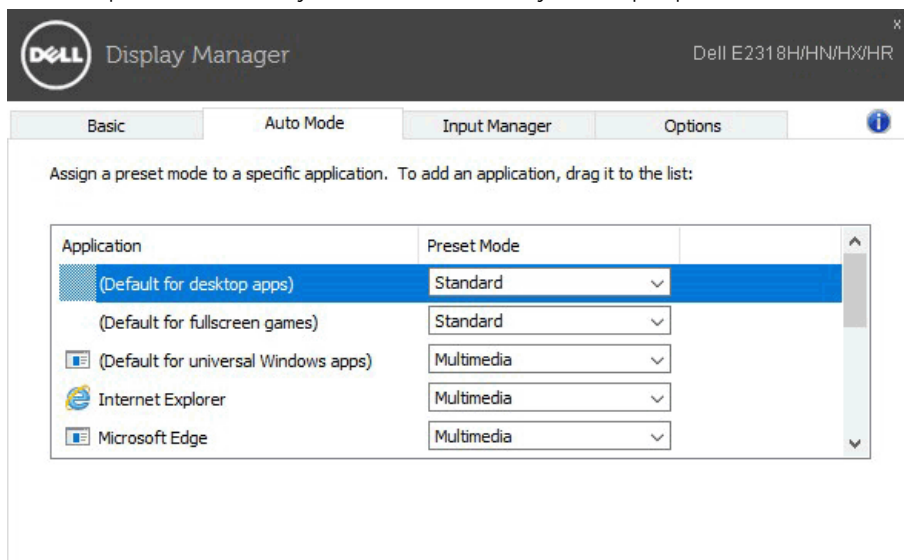 x
DELL Display Manager Dell E2318H/HN/HX/HR
Basic Auto Mode Input Manager Options
Assign a preset mode to a specific application. To add an application, drag it to the list:
Application Preset Mode
(Default for desktop apps) Standard
(Default for fullscreen games) Standard
(Default for universal Windows apps) Multimedia
Internet Explorer Multimedia
Microsoft Edge Multimedia